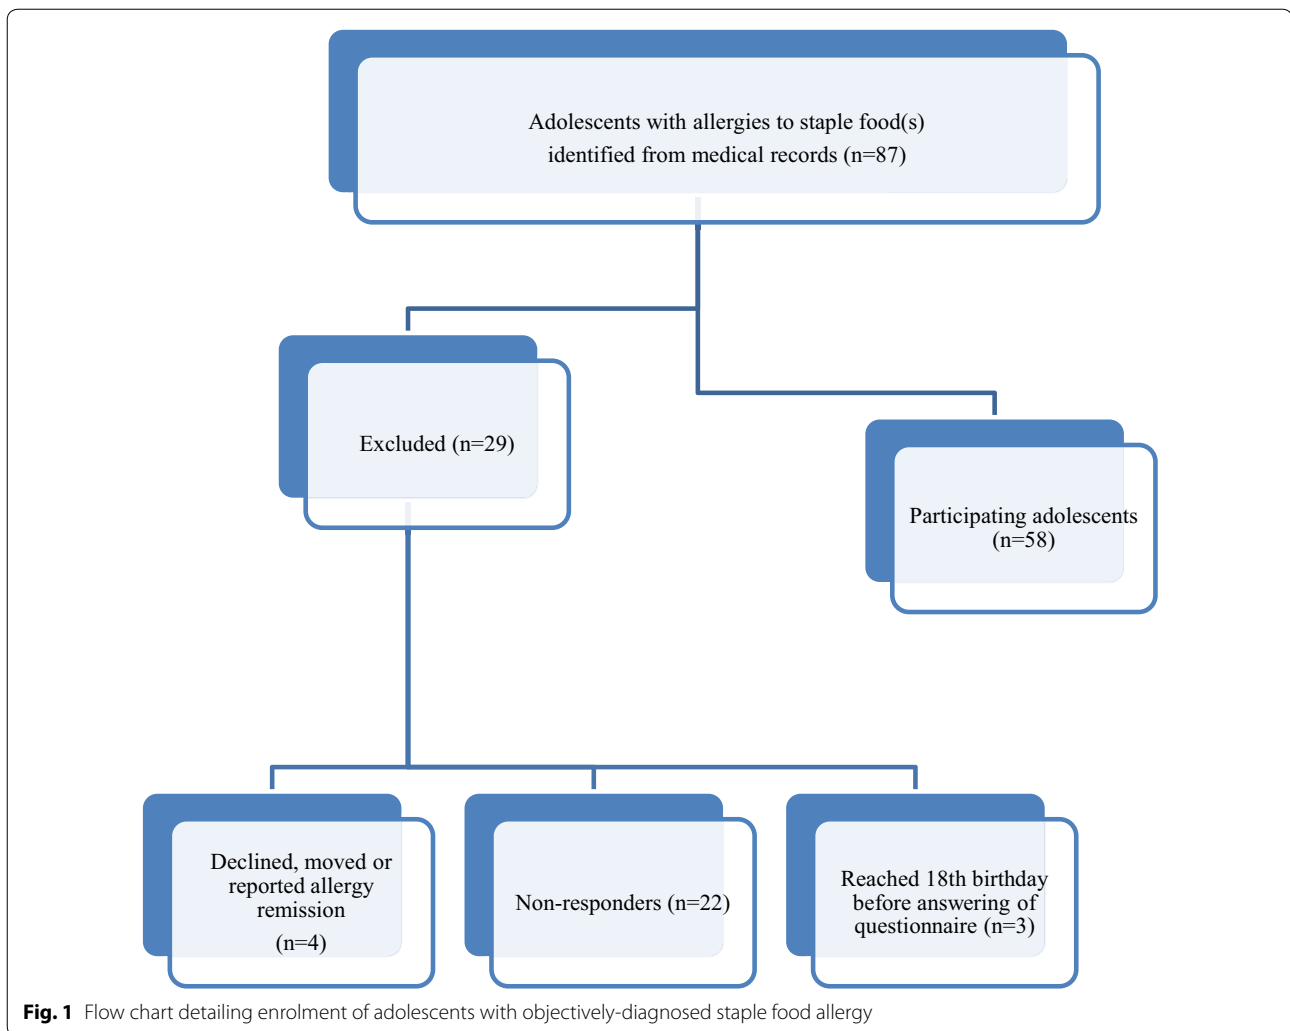 Adolescents with allergies to staple food(s)
identified from medical records (n=87)
Excluded (n=29)
Participating adolescents
(n=58)
Declined, moved or
reported allergy
remission
(n=4)
Non-responders (n=22)
Reached 18th birthday
before answering of
questionnaire (n=3)
Fig. 1 Flow chart detailing enrolment of adolescents with objectively-diagnosed staple food allergy